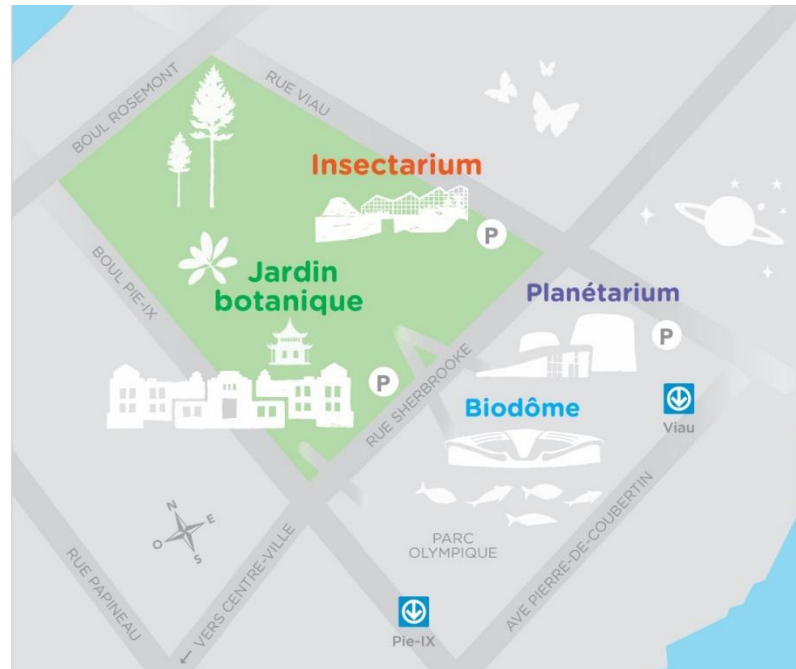 BOUL ROSEMONT
RUE VIAU
Insectarium
P
BOUL PIE-IX
Jardin
botanique
Planétarium
P
P
RUE SHERBROOKE
Biodôme
Viau
N
E
S
O
PARC
OLYMPIQUE
AVE PIERRE-DE-COUBERTIN
RUE PAPINEAU
← VERS CENTRE-VILLE
Pie-IX